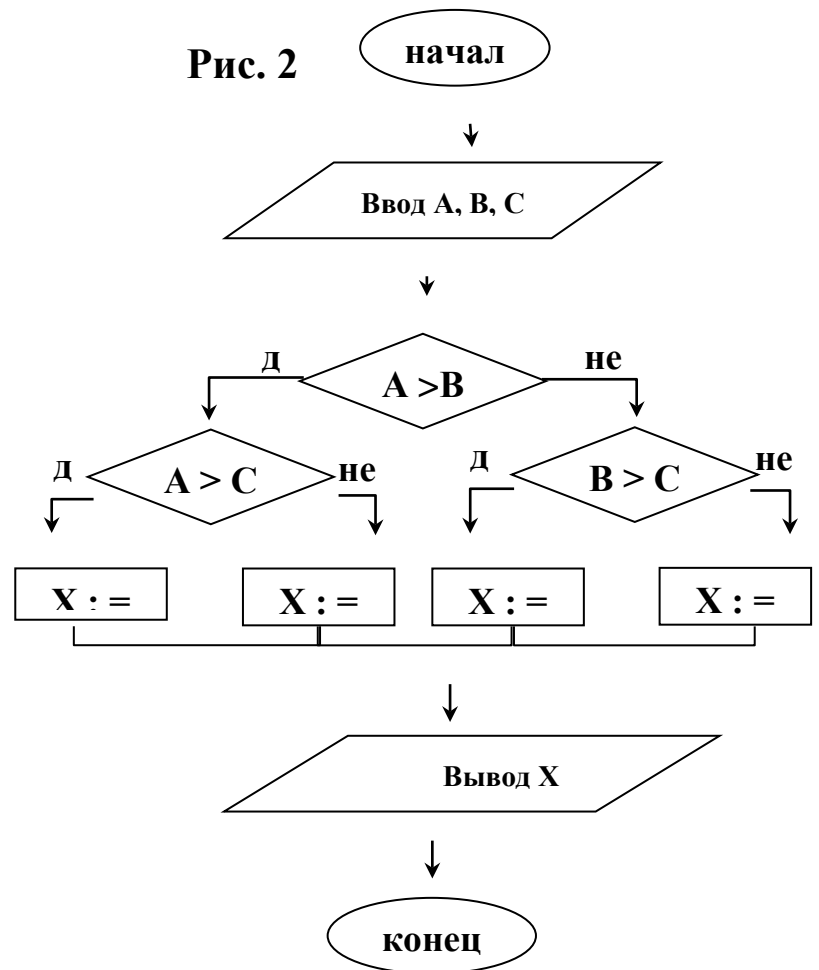 Рис. 2
начал
Ввод А, В, С
д
А >В
не
д
А > С
не
д
В > С
не
Х : =
Х : =
Х : =
Х : =
Вывод Х
конец